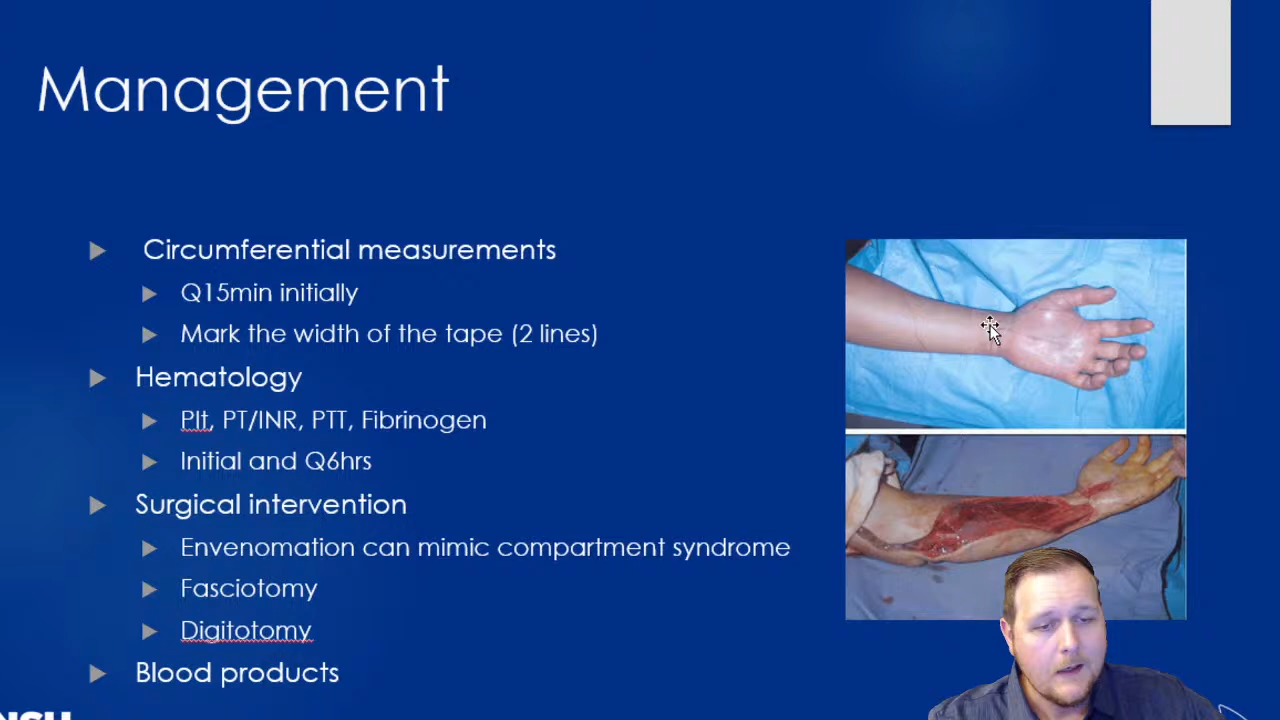 Management
Circumferential measurements
Q15min initially
Mark the width of the tape (2 lines)
Hematology
Plt, PT/INR, PTT, Fibrinogen
Initial and Q6hrs
Surgical intervention
Envenomation can mimic compartment syndrome
Fasciotomy
Digitotomy
Blood products